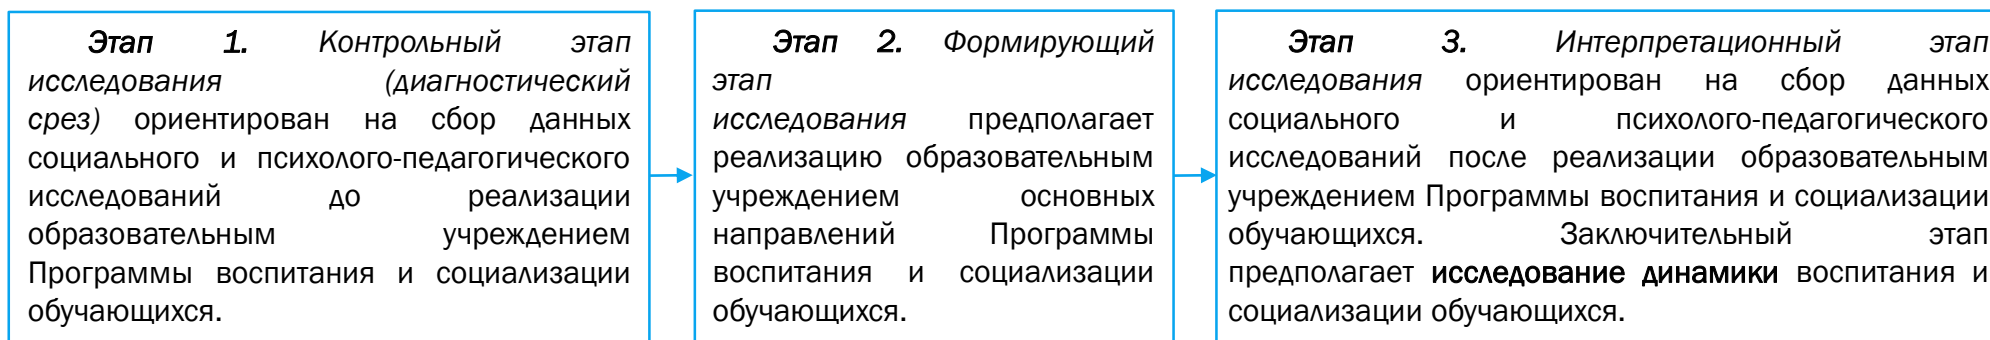 Этап 1. Контрольный этап
исследования (диагностический
срез) ориентирован на сбор данных
социального и психолого-педагогического
исследований до реализации
образовательным учреждением
Программы воспитания и социализации
обучающихся.
Этап 2. Формирующий
этап
исследования предполагает
реализацию образовательным
учреждением основных
направлений Программы
воспитания и социализации
обучающихся.
Этап 3. Интерпретационный этап
исследования ориентирован на сбор данных
социального и психолого-педагогического
исследований после реализации образовательным
учреждением Программы воспитания и социализации
обучающихся. Заключительный этап
предполагает исследование динамики воспитания и
социализации обучающихся.